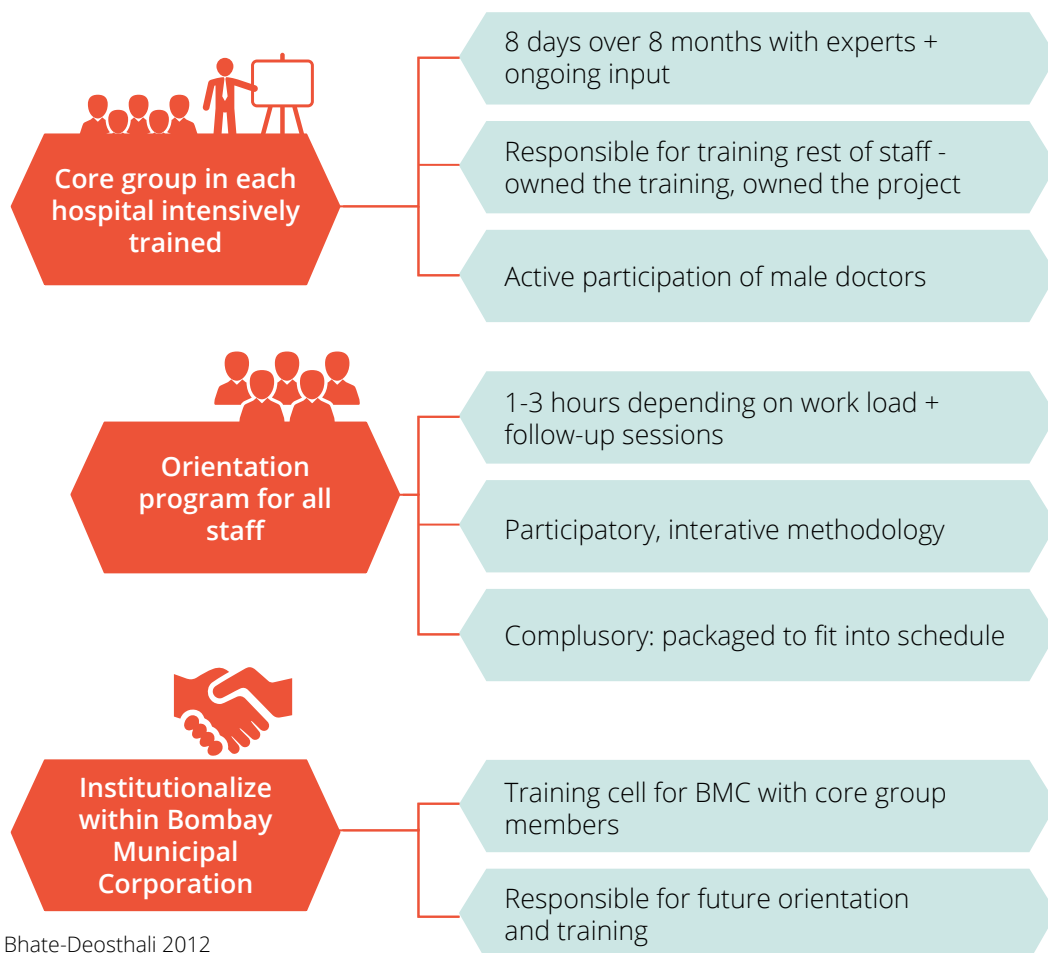 8 days over 8 months with experts +
ongoing input
Core group in each
hospital intensively
trained
Responsible for training rest of staff -
owned the training, owned the project
Active participation of male doctors
1-3 hours depending on work load +
follow-up sessions
Orientation
program for all
staff
Participatory, interative methodology
Complusory: packaged to fit into schedule
Institutionalize
within Bombay
Municipal
Corporation
Training cell for BMC with core group
members
Responsible for future orientation
and training
Bhate-Deosthali 2012